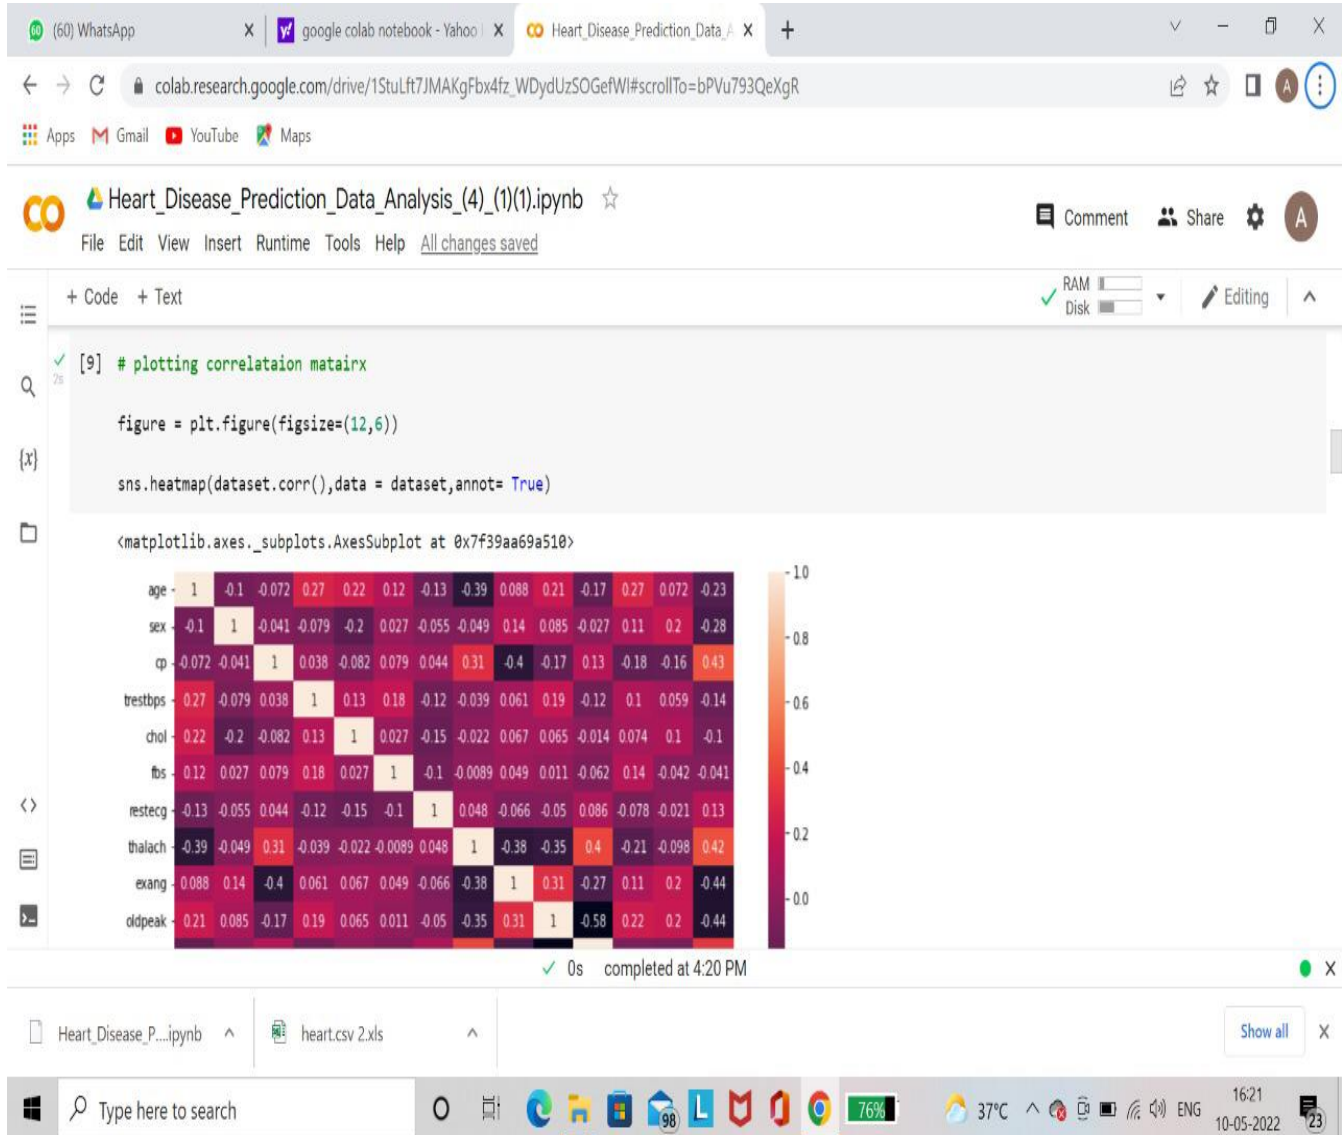 (60) WhatsApp
google colab notebook - Yahoo
Heart_Disease_Prediction_Data_A
colab.research.google.com/drive/1StuLft7JMAKgFbx4fz_WDydUzSOGefWI#scrollTo=bPVu793QeXgR
A
Apps Gmail YouTube Maps
Heart_Disease_Prediction_Data_Analysis_(4)_(1)(1).ipynb
Comment Share A
File Edit View Insert Runtime Tools Help All changes saved
+ Code + Text
RAM
Disk
Editing
[9] # plotting correlataion matairx
2s
figure = plt.figure(figsize=(12,6))
{x}
sns.heatmap(dataset.corr(),data = dataset,annot= True)
<matplotlib.axes._subplots.AxesSubplot at 0x7f39aa69a510>
age 1 -0.1 -0.072 0.27 0.22 0.12 -0.13 -0.39 0.088 0.21 -0.17 0.27 0.072 -0.23
sex -0.1 1 -0.041 -0.079 -0.2 0.027 -0.055 -0.049 0.14 0.085 -0.027 0.11 0.2 -0.28
cp -0.072 -0.041 1 0.038 -0.082 0.079 0.044 0.31 -0.4 -0.17 0.13 -0.18 -0.16 0.43
trestbps 0.27 -0.079 0.038 1 0.13 0.18 -0.12 -0.039 0.061 0.19 -0.12 0.1 0.059 -0.14
chol 0.22 -0.2 -0.082 0.13 1 0.027 -0.15 -0.022 0.067 0.065 -0.014 0.074 0.1 -0.1
fbs 0.12 0.027 0.079 0.18 0.027 1 -0.1 -0.0089 0.049 0.011 -0.062 0.14 -0.042 -0.041
restecg -0.13 -0.055 0.044 -0.12 -0.15 -0.1 1 0.048 -0.066 -0.05 0.086 -0.078 -0.021 0.13
thalach -0.39 -0.049 0.31 -0.039 -0.022 -0.0089 0.048 1 -0.38 -0.35 0.4 -0.21 -0.098 0.42
exang 0.088 0.14 -0.4 0.061 0.067 0.049 -0.066 -0.38 1 0.31 -0.27 0.11 0.2 -0.44
oldpeak 0.21 0.085 -0.17 0.19 0.065 0.011 -0.05 -0.35 0.31 1 -0.58 0.22 0.2 -0.44
1.0
0.8
0.6
0.4
0.2
0.0
0s completed at 4:20 PM
Heart_Disease_P....ipynb
heart.csv 2.xls
Show all
Type here to search
98
L
76%
37°C
ENG
16:21
10-05-2022
23